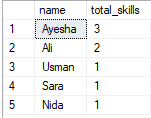 name total_skills
1 Ayesha 3
2 Ali 2
3 Usman 1
4 Sara 1
5 Nida 1